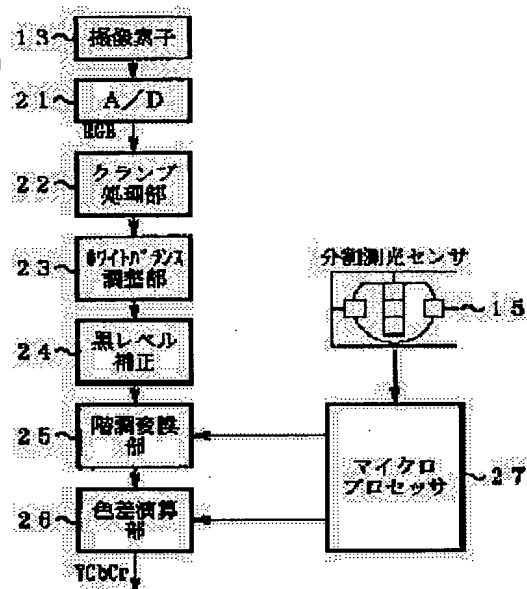 13 撮像素子
21 A/D
RGB
22 クランプ
処理部
23 ホワイトバランス
調整部
分割測光センサ
15
24 黒レベル
補正
25 階調変換
部
マイクロ
プロセッサ
27
26 色差演算
部
YCbCr